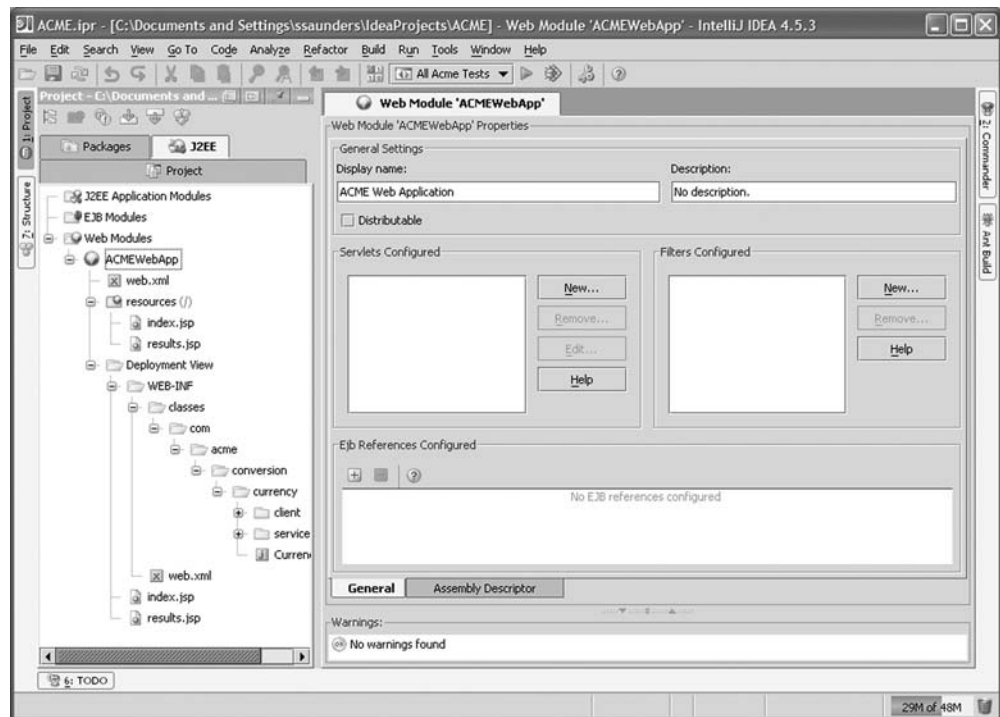 ACME.ipr - [C:\Documents and Settings\ssaunders\IdeaProjects\ACME] - Web Module 'ACMEWebApp' - IntelliJ IDEA 4.5.3
File Edit Search View Go To Code Analyze Refactor Build Run Tools Window Help
All Acme Tests
1: Project
7: Structure
Project - C:\Documents and ...
Packages
J2EE
Project
J2EE Application Modules
EJB Modules
Web Modules
ACMEWebApp
web.xml
resources (/)
index.jsp
results.jsp
Deployment View
WEB-INF
classes
com
acme
conversion
currency
client
service
Curren
web.xml
index.jsp
results.jsp
Web Module 'ACMEWebApp'
Web Module 'ACMEWebApp' Properties
General Settings
Display name:
Description:
ACME Web Application
No description.
Distributable
Servlets Configured
New...
Remove...
Edit...
Help
Filters Configured
New...
Remove...
Help
Ejb References Configured
No EJB references configured
General
Assembly Descriptor
Warnings:
No warnings found
2: Commander
Ant Build
6: TODO
29M of 48M